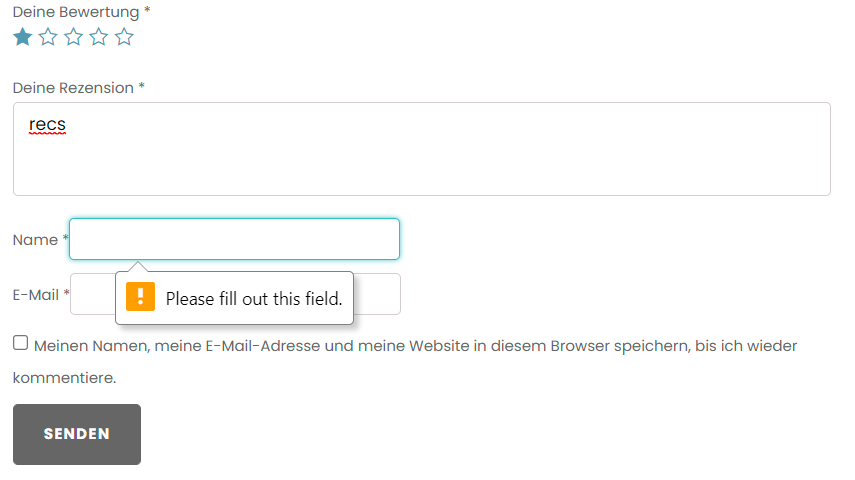 Deine Bewertung *
Deine Rezension *
recs
Name *
E-Mail *
Please fill out this field.
Meinen Namen, meine E-Mail-Adresse und meine Website in diesem Browser speichern, bis ich wieder
kommentiere.
SENDEN